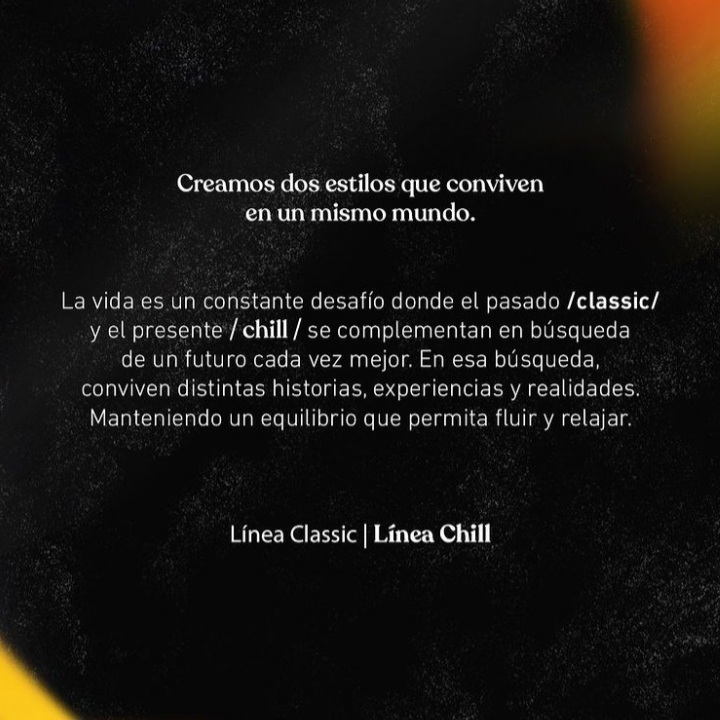 Creamos dos estilos que conviven
en un mismo mundo.
La vida es un constante desafío donde el pasado /classic/
y el presente / chill / se complementan en búsqueda
de un futuro cada vez mejor. En esa búsqueda,
conviven distintas historias, experiencias y realidades.
Manteniendo un equilibrio que permita fluir y relajar.
Línea Classic | Línea Chill